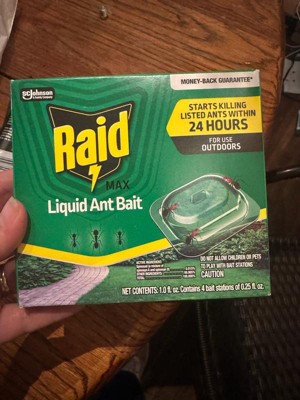 SC Johnson
A Family Company
MONEY-BACK GUARANTEE*
Raid
MAX
Liquid Ant Bait
STARTS KILLING
LISTED ANTS WITHIN
24 HOURS
FOR USE
OUTDOORS
DO NOT ALLOW CHILDREN OR PETS
TO PLAY WITH BAIT STATIONS
CAUTION
NET CONTENTS: 1.0 fl. oz. Contains 4 bait stations of 0.25 fl. oz.